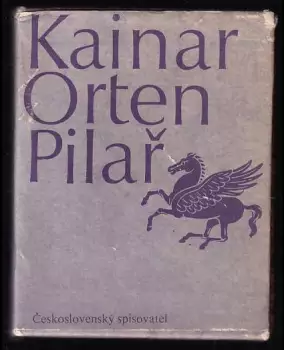 Kainar
Orten
Pilař
Československý spisovatel